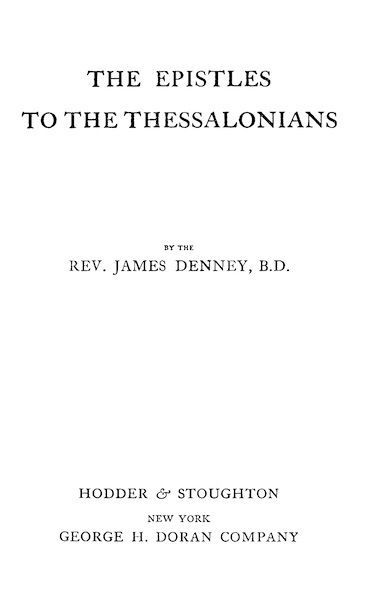 THE EPISTLES
TO THE THESSALONIANS
BY THE
REV. JAMES DENNEY, B.D.
HODDER & STOUGHTON
NEW YORK
GEORGE H. DORAN COMPANY